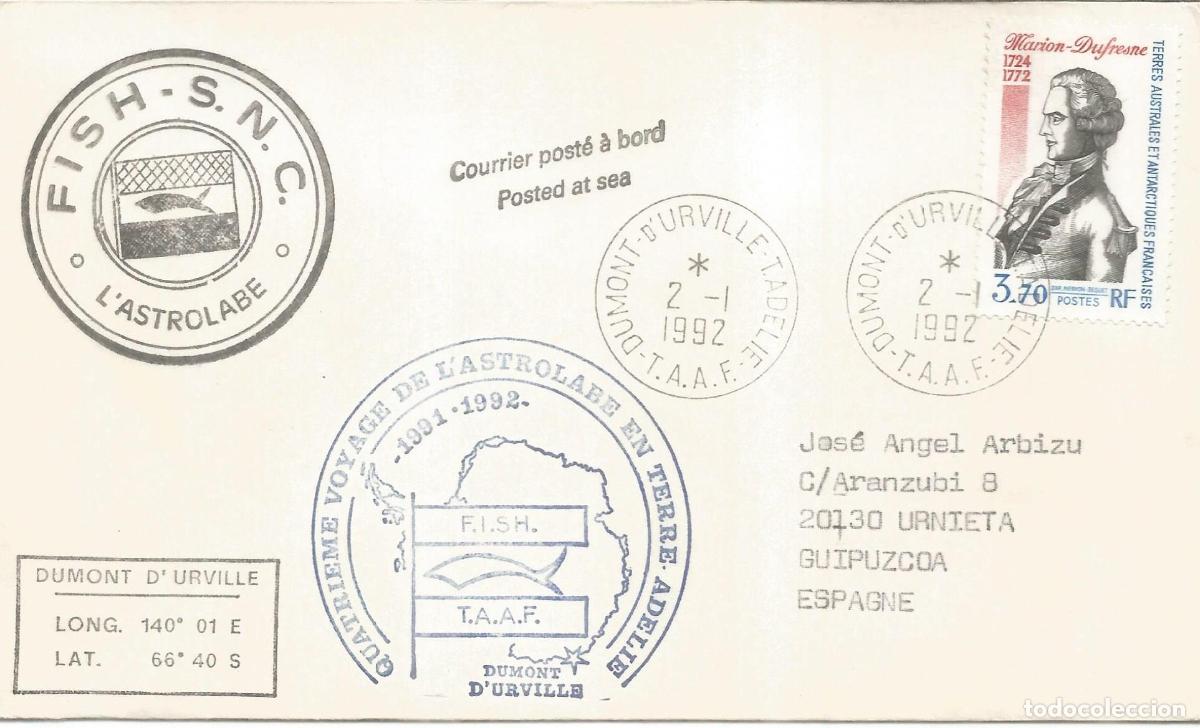 FISH - S.N.C.
L'ASTROLABE
Courrier posté à bord
Posted at sea
DUMONT-D'URVILLE-T.ADELIE
2 -1
1992
-T.A.A.F.-
DUMONT-D'URVILLE-T.ADELIE
2 -1
1992
-T.A.A.F.-
Marion-Dufresne
1724
1772
TERRES AUSTRALES ET ANTARCTIQUES FRANÇAISES
3,70
POSTES
RF
QUATRIEME VOYAGE DE L'ASTROLABE EN TERRE-ADELIE
-1991·1992-
F.I.S.H.
T.A.A.F.
DUMONT
D'URVILLE
José Angel Arbizu
C/Aranzubi 8
20130 URNIETA
GUIPUZCOA
ESPAGNE
DUMONT D'URVILLE
LONG. 140° 01 E
LAT. 66° 40 S
todocoleccion